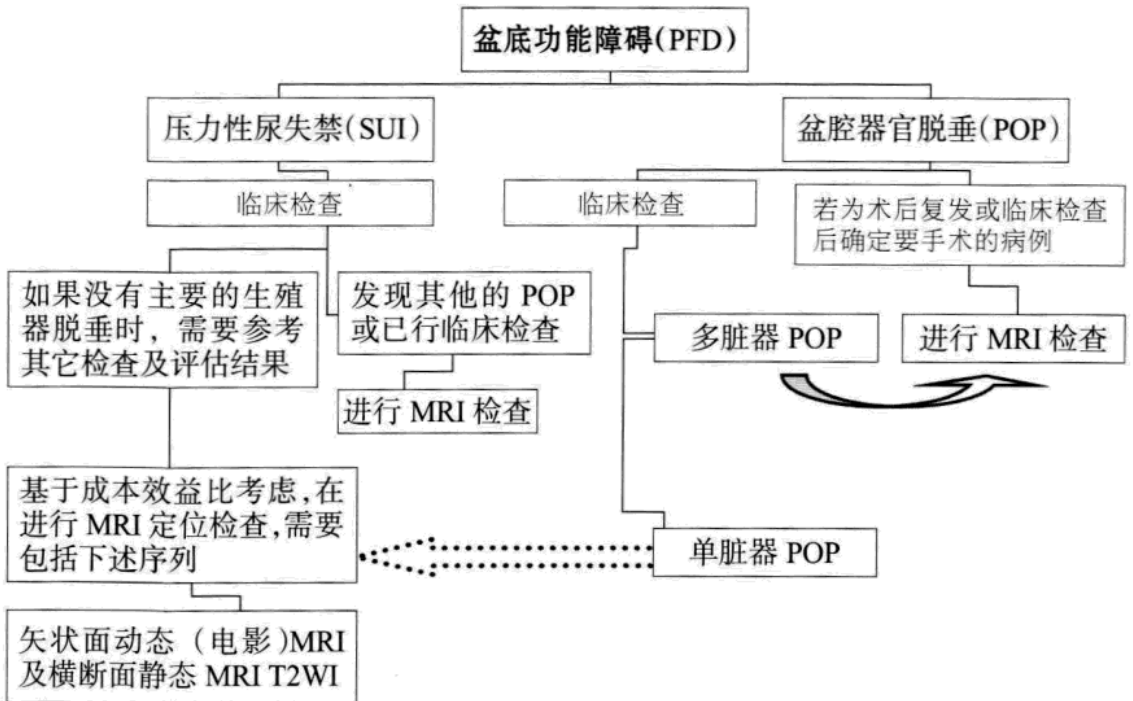 盆底功能障碍(PFD)
压力性尿失禁(SUI)
盆腔器官脱垂(POP)
临床检查
临床检查
若为术后复发或临床检查
后确定要手术的病例
如果没有主要的生殖
器脱垂时，需要参考
其它检查及评估结果
发现其他的 POP
或已行临床检查
多脏器 POP
进行 MRI 检查
进行 MRI 检查
基于成本效益比考虑,在
进行 MRI 定位检查,需要
包括下述序列
单脏器 POP
矢状面动态（电影)MRI
及横断面静态 MRI T2WI